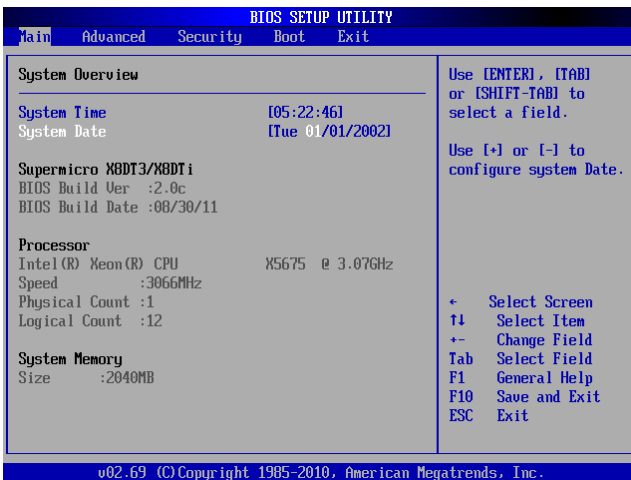 BIOS SETUP UTILITY
Main Advanced Security Boot Exit
System Overview
System Time [05:22:46]
System Date [Tue 01/01/2002]
Supermicro X8DT3/X8DTi
BIOS Build Ver :2.0c
BIOS Build Date :08/30/11
Processor
Intel(R) Xeon(R) CPU X5675 @ 3.07GHz
Speed :3066MHz
Physical Count :1
Logical Count :12
System Memory
Size :2040MB
Use [ENTER], [TAB]
or [SHIFT-TAB] to
select a field.
Use [+] or [-] to
configure system Date.
← Select Screen
↑↓ Select Item
+- Change Field
Tab Select Field
F1 General Help
F10 Save and Exit
ESC Exit
v02.69 (C)Copyright 1985-2010, American Megatrends, Inc.